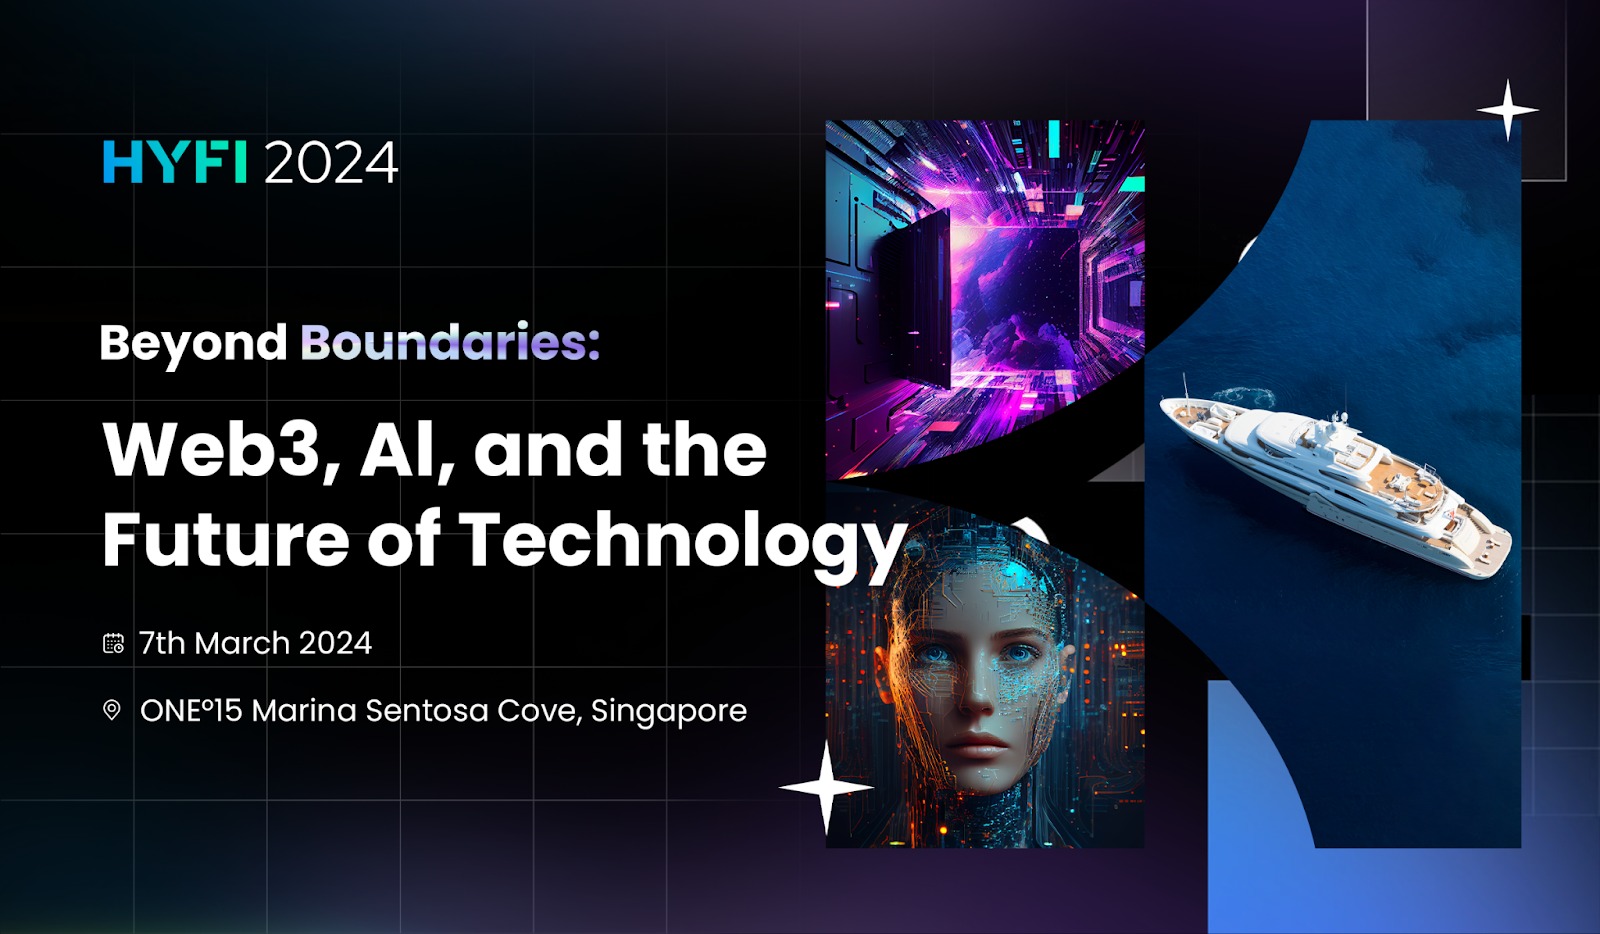 HYFI 2024
Beyond Boundaries:
Web3, AI, and the
Future of Technology
7th March 2024
ONE°15 Marina Sentosa Cove, Singapore